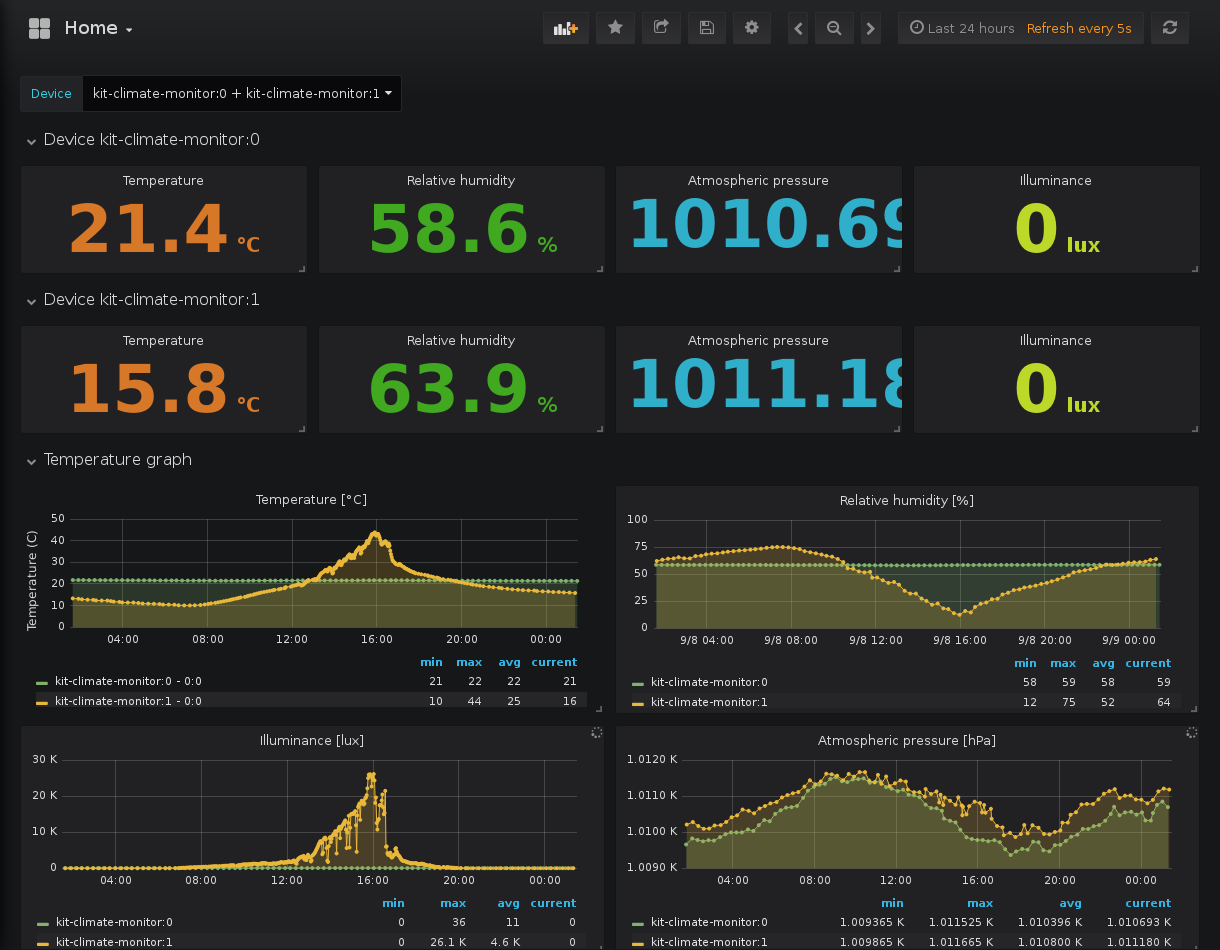 Home
Last 24 hours Refresh every 5s
Device kit-climate-monitor:0 + kit-climate-monitor:1
Device kit-climate-monitor:0
Temperature Relative humidity Atmospheric pressure Illuminance
21.4 °C 58.6 % 1010.69 0 lux
Device kit-climate-monitor:1
Temperature Relative humidity Atmospheric pressure Illuminance
15.8 °C 63.9 % 1011.18 0 lux
Temperature graph
Temperature [°C]
Temperature (C)
50
40
30
20
10
0
04:00 08:00 12:00 16:00 20:00 00:00
min max avg current
kit-climate-monitor:0 - 0:0 21 22 22 21
kit-climate-monitor:1 - 0:0 10 44 25 16
Relative humidity [%]
100
75
50
25
0
9/8 04:00 9/8 08:00 9/8 12:00 9/8 16:00 9/8 20:00 9/9 00:00
min max avg current
kit-climate-monitor:0 58 59 58 59
kit-climate-monitor:1 12 75 52 64
Illuminance [lux]
30 K
20 K
10 K
0
04:00 08:00 12:00 16:00 20:00 00:00
min max avg current
kit-climate-monitor:0 0 36 11 0
kit-climate-monitor:1 0 26.1 K 4.6 K 0
Atmospheric pressure [hPa]
1.0120 K
1.0110 K
1.0100 K
1.0090 K
04:00 08:00 12:00 16:00 20:00 00:00
min max avg current
kit-climate-monitor:0 1.009365 K 1.011525 K 1.010396 K 1.010693 K
kit-climate-monitor:1 1.009865 K 1.011665 K 1.010800 K 1.011180 K